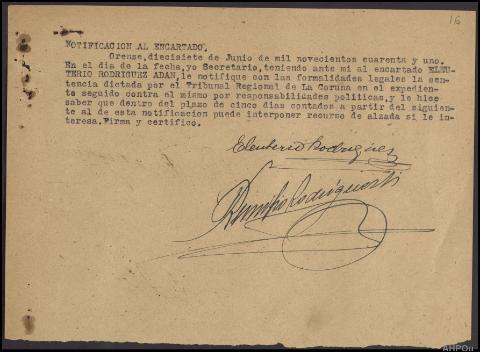 16
NOTIFICACION AL ENCARTADO.
Orense, diecisiete de Junio de mil novecientos cuarenta y uno.
En el dia de la fecha, yo Secretario, teniendo ante mi al encartado ELEU-
TERIO RODRIGUEZ ADAN, le notifique con las formalidades legales la sen-
tencia dictada por el Tribunal Regional de La Coruña en el expedien-
te seguido contra el mismo por responsabilidades politicas, y le hice
saber que dentro del plazo de cinco dias contados a partir del siguien-
te al de esta notificacion puede interponer recurso de alzada si le in-
teresa. Firma y certifico.
Eleuterio Rodriguez
AHPOu